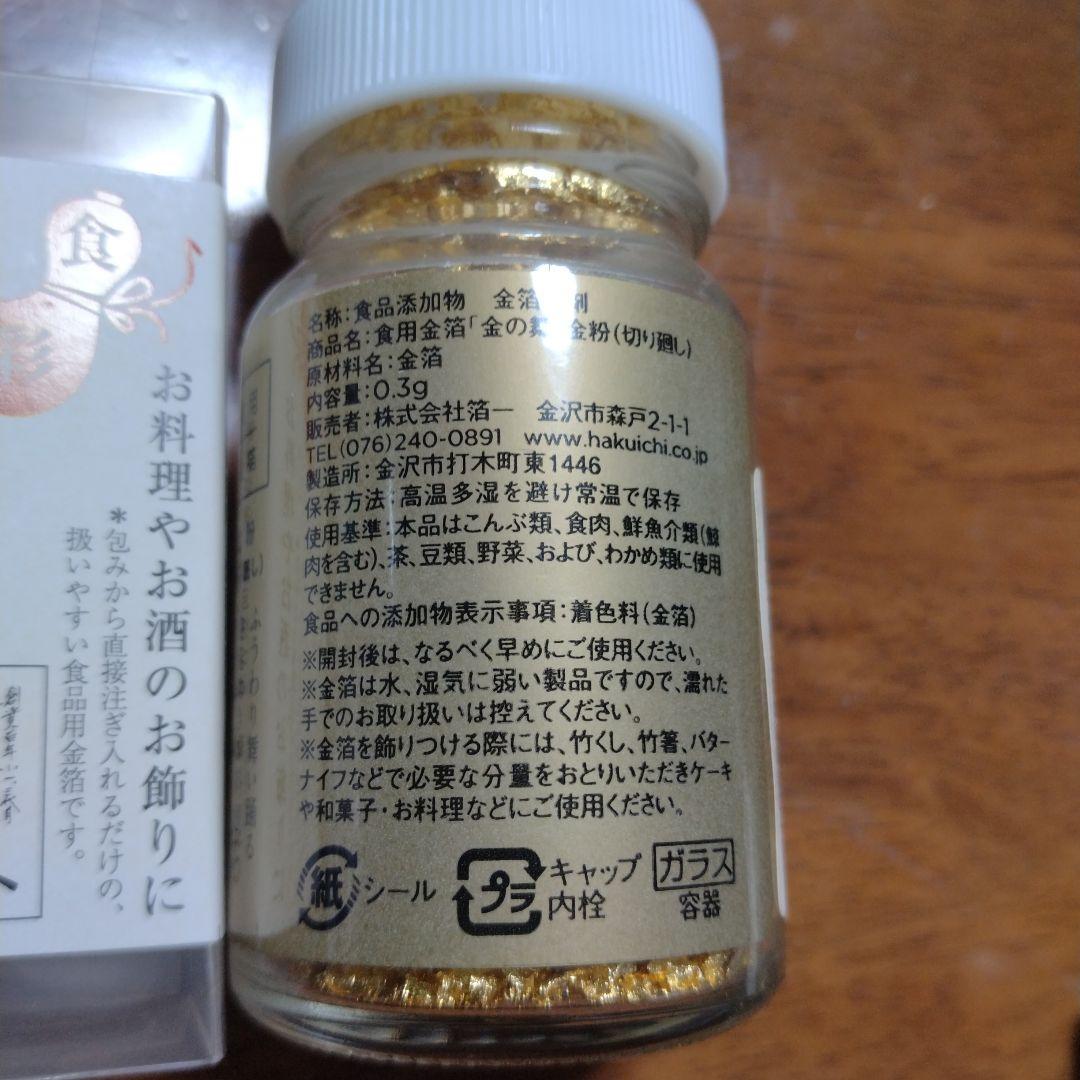 食
彩
お料理やお酒のお飾りに
*包みから直接注ぎ入れるだけの、
扱いやすい食品用金箔です。
名称:食品添加物 金箔 剤
商品名:食用金箔「金の 金粉(切り廻し)
原材料名:金箔
内容量:0.3g
販売者:株式会社箔一 金沢市森戸2-1-1
TEL(076)240-0891 www.hakuichi.co.jp
製造所:金沢市打木町東1446
保存方法:高温多湿を避け常温で保存
使用基準:本品はこんぶ類、食肉、鮮魚介類(鯨
肉を含む)、茶、豆類、野菜、および、わかめ類に使用
できません。
食品への添加物表示事項:着色料(金箔)
※開封後は、なるべく早めにご使用ください。
※金箔は水、湿気に弱い製品ですので、濡れた
手でのお取り扱いは控えてください。
※金箔を飾りつける際には、竹くし、竹箸、バター
ナイフなどで必要な分量をおとりいただきケーキ
や和菓子・お料理などにご使用ください。
紙 シール
プラ キャップ
内栓
ガラス
容器